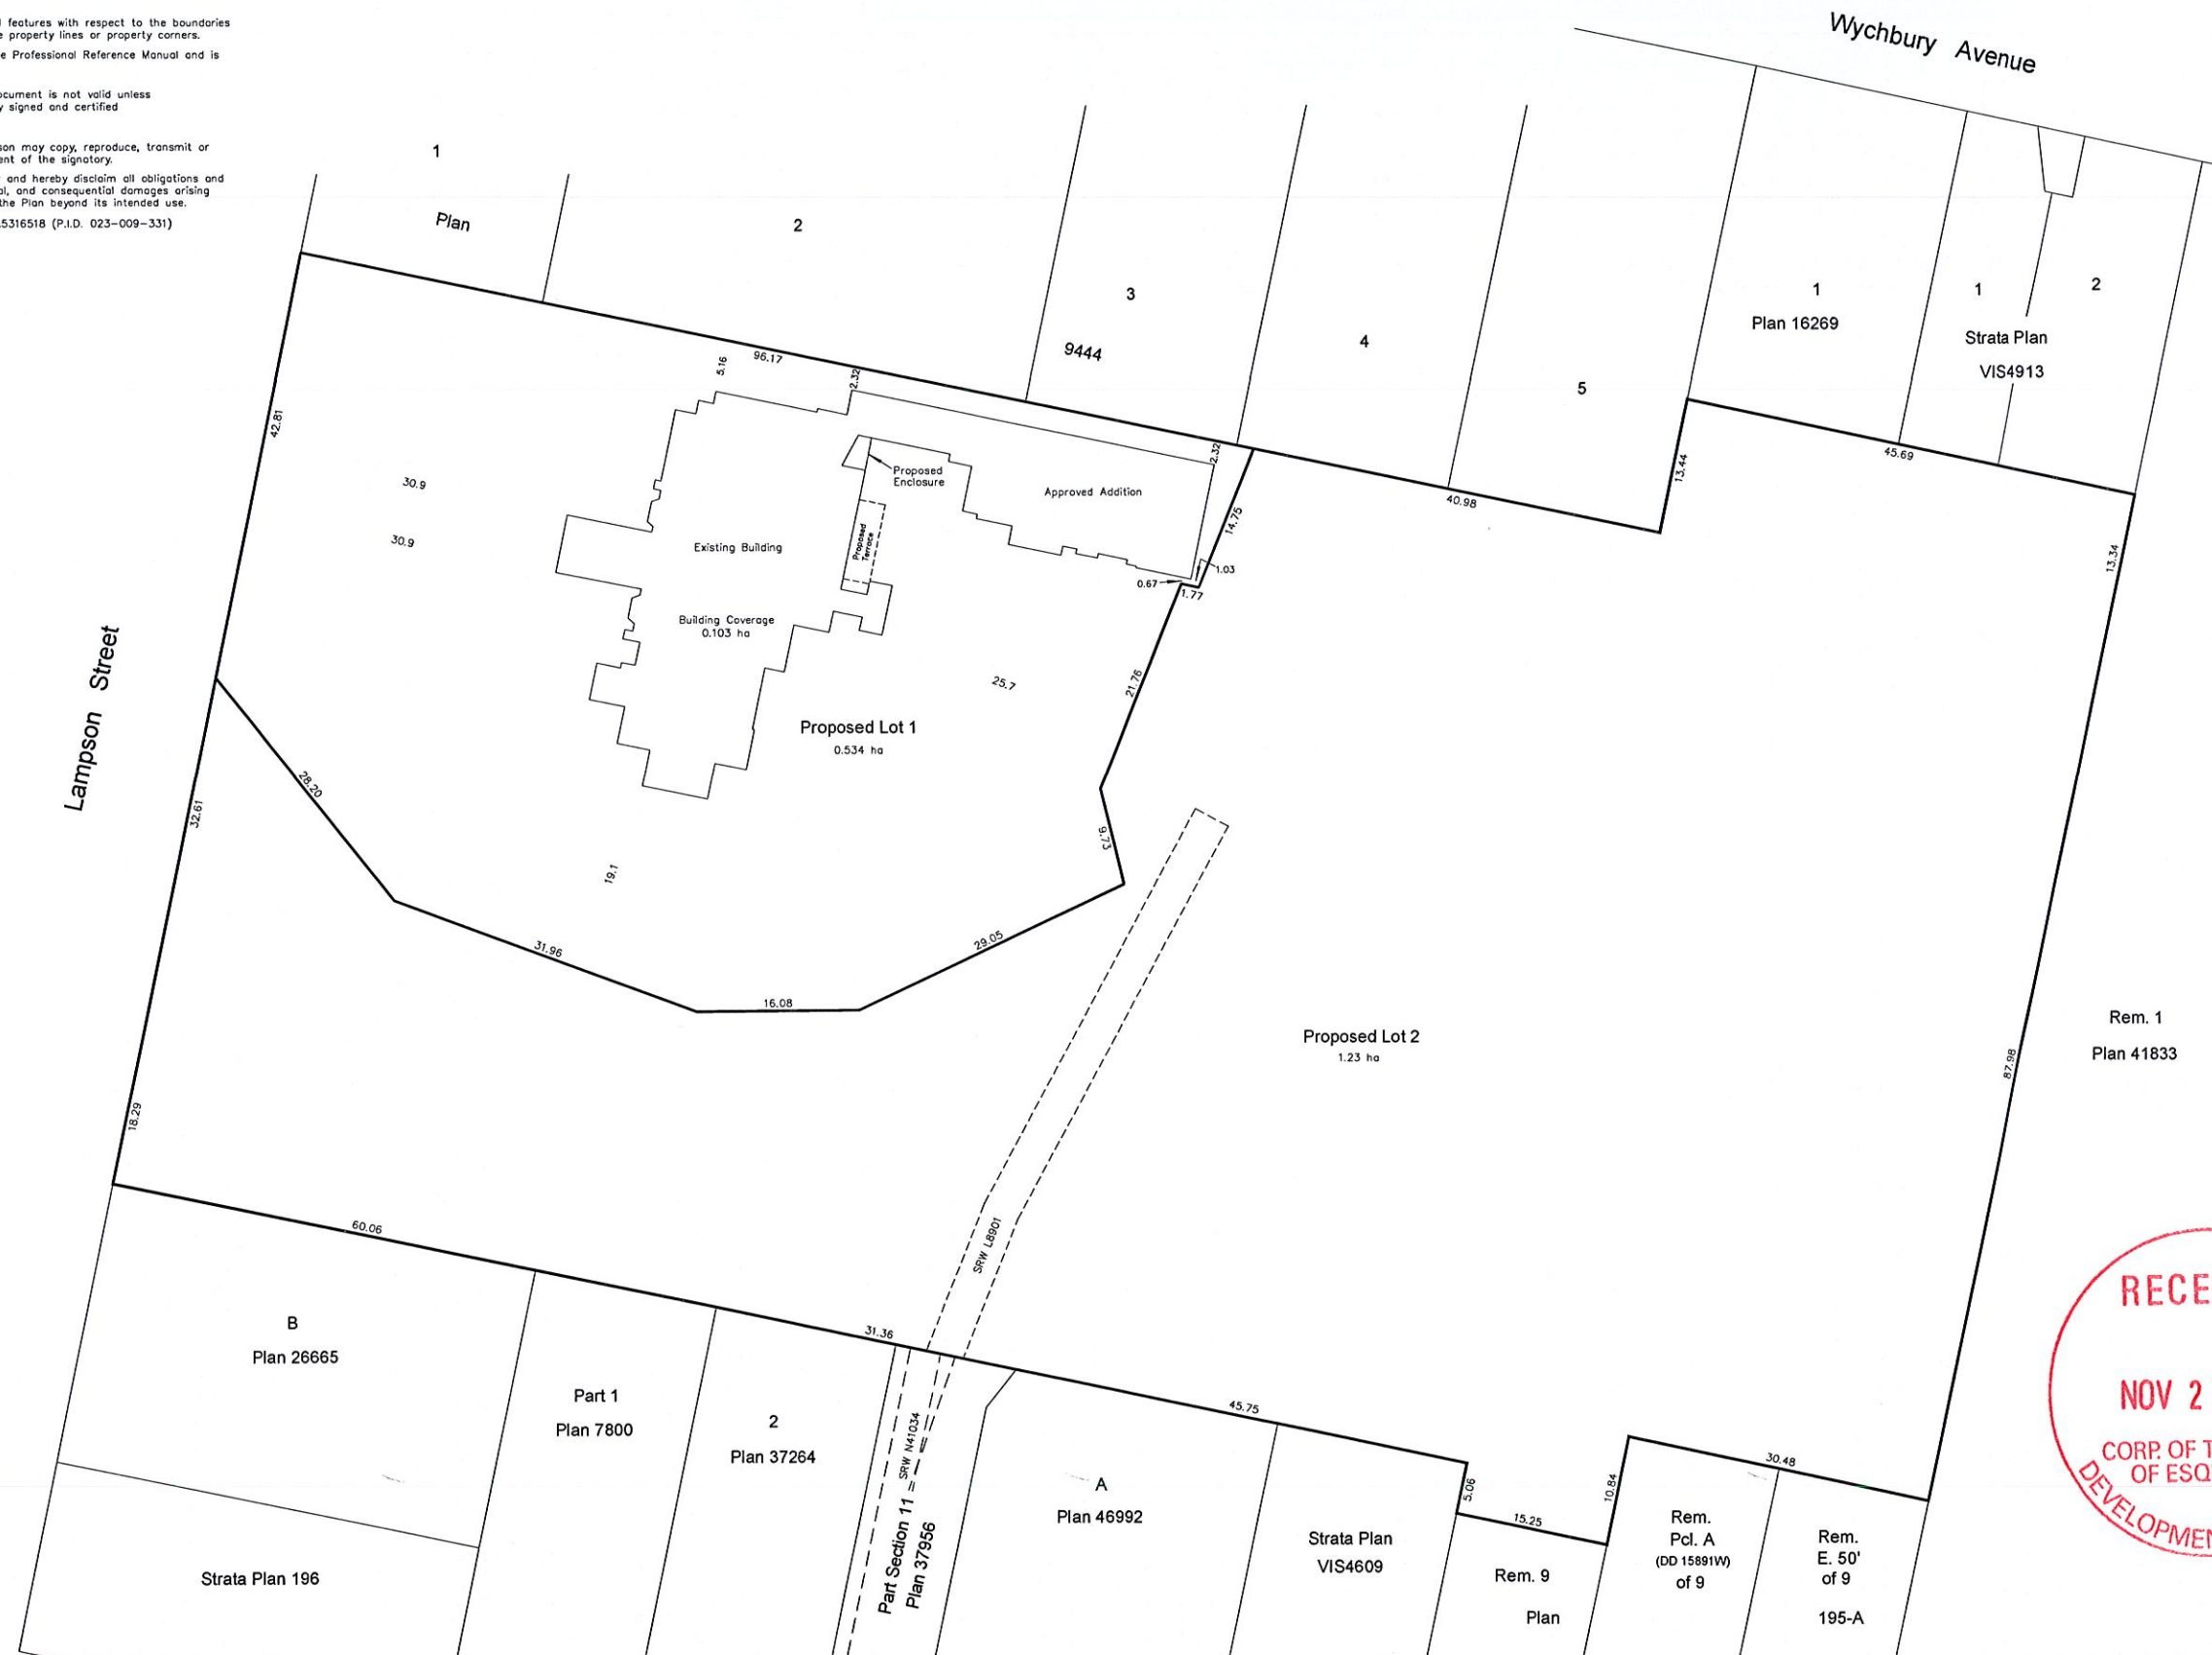 features with respect to the boundaries
property lines or property corners.
Professional Reference Manual and is
document is not valid unless
signed and certified
may copy, reproduce, transmit or
of the signatory.
and hereby disclaim all obligations and
and consequential damages arising
the Plan beyond its intended use.
5316518 (P.I.D. 023-009-331)
Wychbury Avenue
1
Plan
2
3
9444
4
5
1
Plan 16269
1
2
Strata Plan
VIS4913
96.17
5.16
2.32
2.32
42.81
13.44
45.69
40.98
14.75
13.34
30.9
30.9
Proposed
Enclosure
Approved Addition
Existing Building
Proposed
Terrace
0.67
1.03
1.77
Building Coverage
0.103 ha
25.7
21.76
Proposed Lot 1
0.534 ha
Lampson Street
28.20
32.61
9.73
19.1
31.96
29.05
16.08
Proposed Lot 2
1.23 ha
Rem. 1
Plan 41833
87.98
18.29
60.06
SRW L8901
31.36
45.75
B
Plan 26665
Part 1
Plan 7800
2
Plan 37264
SRW N41034
Part Section 11
Plan 37956
A
Plan 46992
Strata Plan
VIS4609
5.06
15.25
10.84
30.48
Rem. 9
Plan
Rem.
Pcl. A
(DD 15891W)
of 9
Rem.
E. 50'
of 9
195-A
Strata Plan 196
RECE
NOV 2
CORP. OF T
OF ESQ
DEVELOPMEN